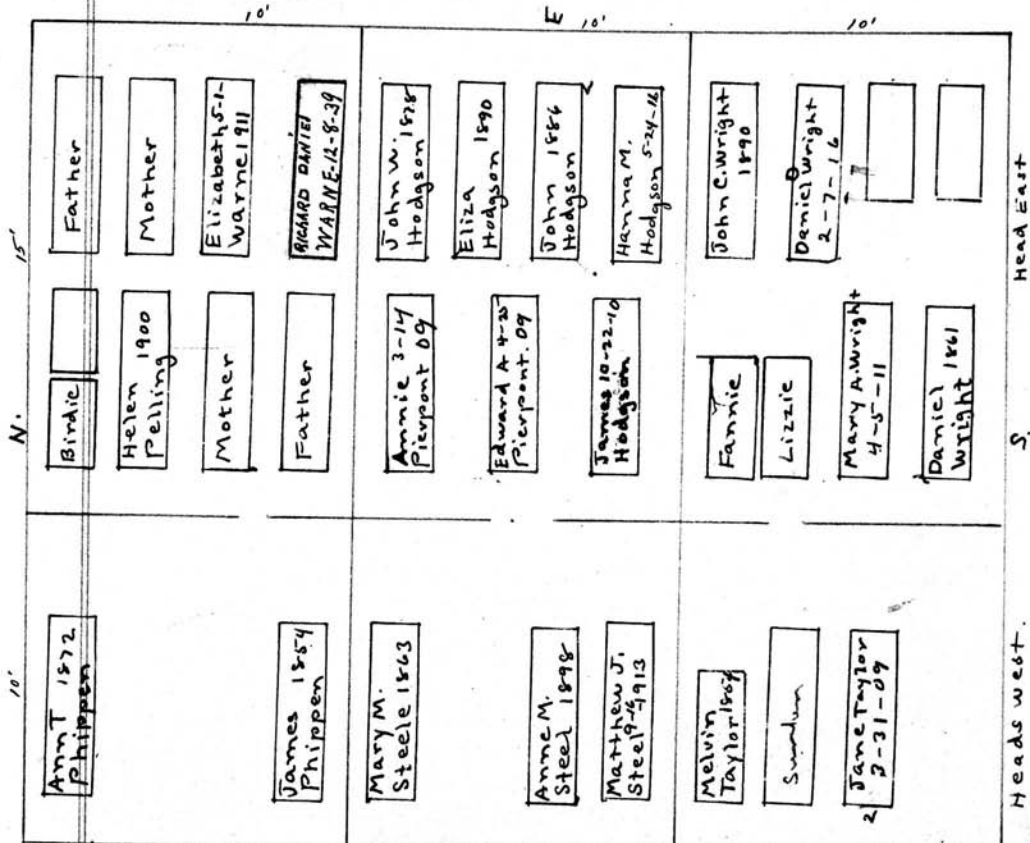 10'
E
10'
10'
Father
Mother
Elizabeth 5-1-
Warne 1911
RICHARD DANIEL
WARNE-12-8-39
John W. 1828
Hodgson
Eliza 1890
Hodgson
John 1886
Hodgson
Hanna M.
Hodgson 5-24-16
John C. Wright
1890
Daniel D Wright
2-7-16
Head East
15'
N.
Birdie
Helen 1900
Pelling
Mother
Father
Annie 3-14
Pierpont 09
Edward A 4-25
Pierpont. 09
James 10-22-10
Hodgson
Fannie
Lizzie
Mary A. Wright
4-5-11
Daniel 1861
Wright
S.
10'
Ann T 1872
Phippen
James 1854
Phippen
Mary M.
Steele 1863
Anne M.
Steel 1898
Matthew J.
Steel 9-16-1913
Melvin
Taylor
2 Jane Taylor
3-31-09
Heads west.